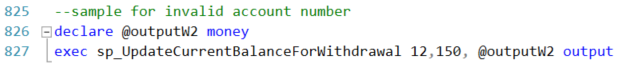 825 --sample for invalid account number
826 declare @outputW2 money
827 exec sp_UpdateCurrentBalanceForWithdrawal 12,150, @outputW2 output